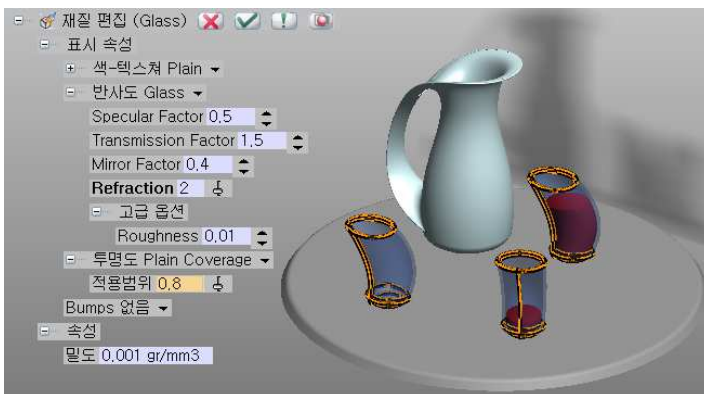 재질 편집 (Glass)
표시 속성
색-텍스쳐 Plain
반사도 Glass
Specular Factor 0,5
Transmission Factor 1,5
Mirror Factor 0,4
Refraction 2
고급 옵션
Roughness 0,01
투명도 Plain Coverage
적용범위 0,8
Bumps 없음
속성
밀도 0,001 gr/mm3